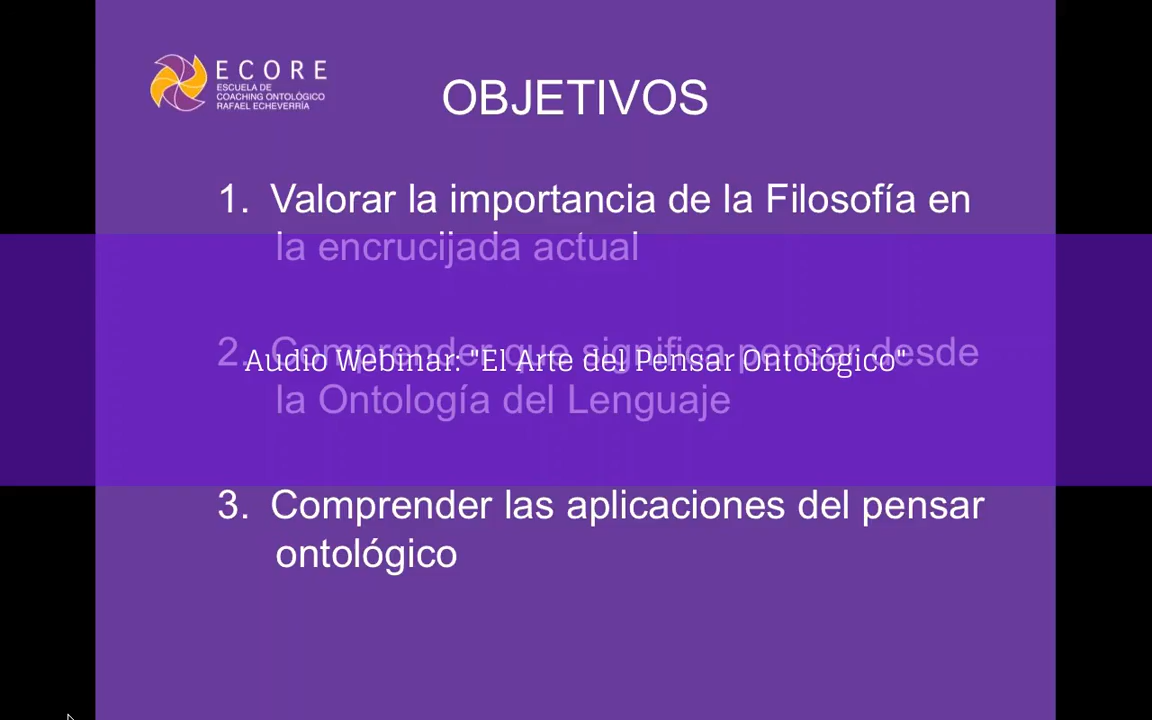 ECORE
ESCUELA DE
COACHING ONTOLÓGICO
RAFAEL ECHEVERRÍA
OBJETIVOS
1. Valorar la importancia de la Filosofía en
la encrucijada actual
2. Comprender que significa pensar desde
Audio Webinar: "El Arte del Pensar Ontológico"
la Ontología del Lenguaje
3. Comprender las aplicaciones del pensar
ontológico